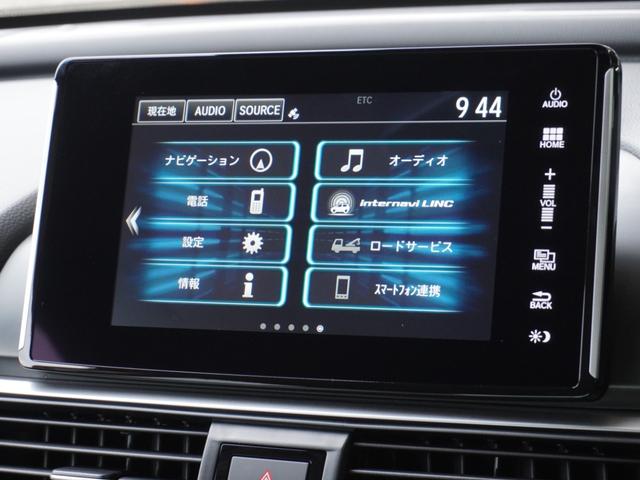 現在地 AUDIO SOURCE ETC 9 44
ナビゲーション オーディオ
電話 Internavi LINC
設定 ロードサービス
情報 スマートフォン連携
AUDIO
HOME
+
VOL
−
MENU
BACK